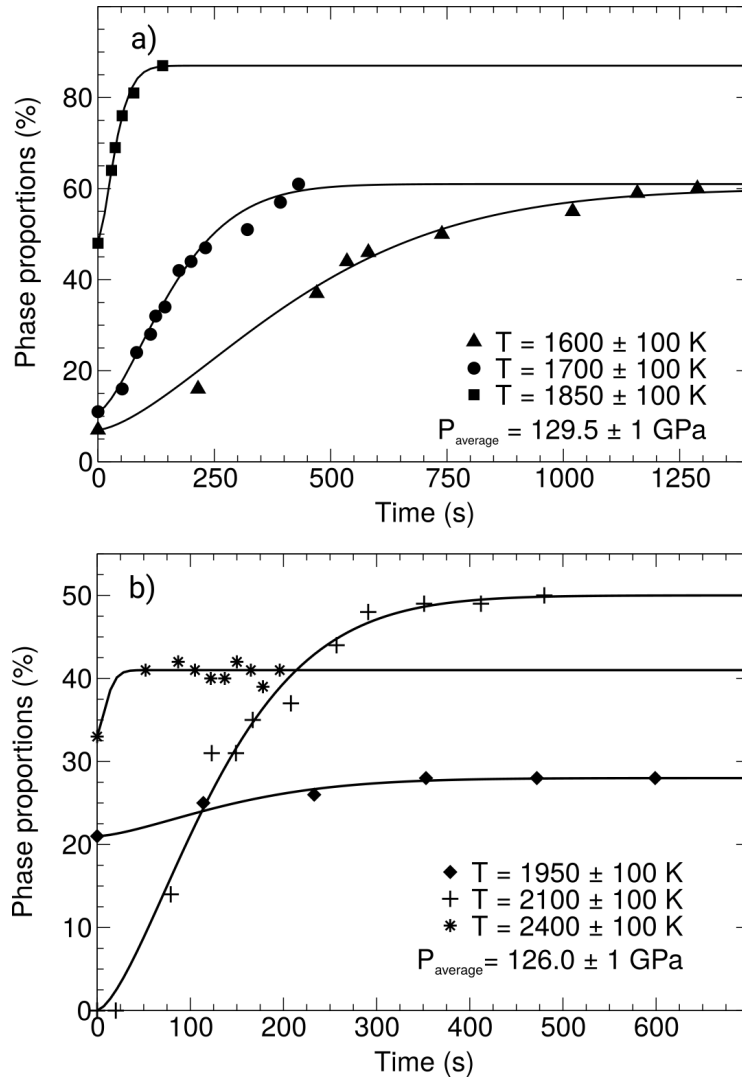 a)
Phase proportions (%)
80
60
40
20
0
T = 1600 ± 100 K
T = 1700 ± 100 K
T = 1850 ± 100 K
Paverage = 129.5 ± 1 GPa
0 250 500 750 1000 1250
Time (s)
b)
Phase proportions (%)
50
40
30
20
10
0
T = 1950 ± 100 K
T = 2100 ± 100 K
T = 2400 ± 100 K
Paverage= 126.0 ± 1 GPa
0 100 200 300 400 500 600
Time (s)